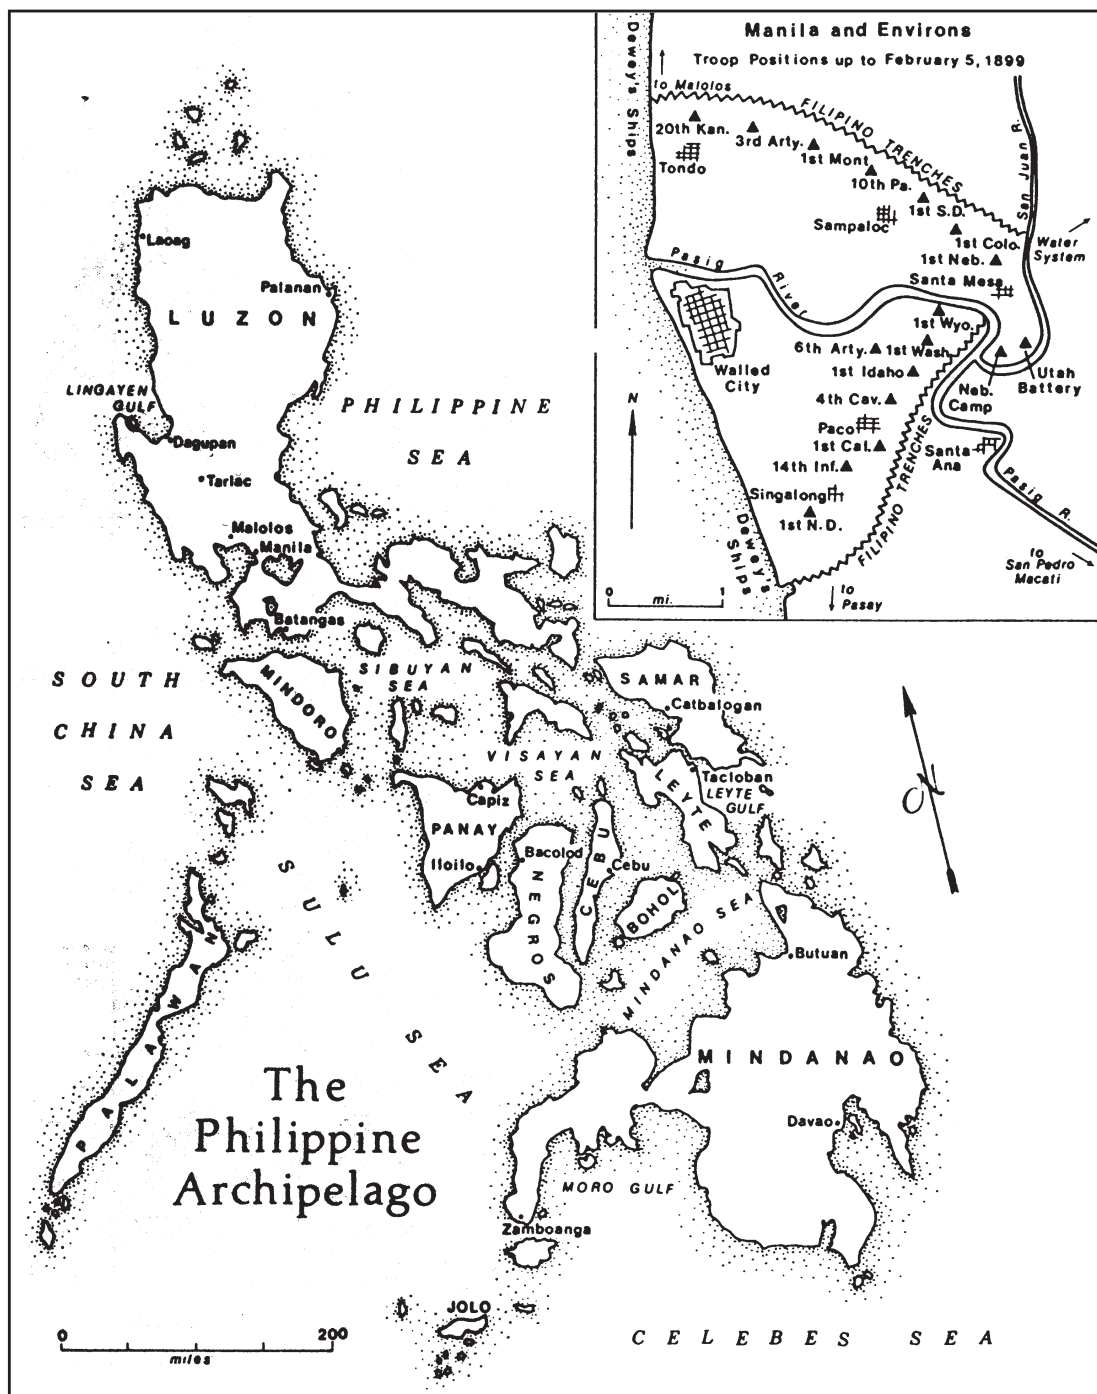 Manila and Environs
Troop Positions up to February 5, 1899
Dewey's Ships
to Malolos
FILIPINO TRENCHES
20th Kan.
3rd Arty.
1st Mont.
Tondo
10th Pa.
1st S.D.
Sampaloc
1st Colo.
San Juan R.
Water
System
1st Neb.
Santa Mesa
Pasig River
1st Wyo.
6th Arty.
1st Wash.
Walled
City
1st Idaho
Neb.
Camp
Utah
Battery
4th Cav.
N
Paco
1st Cal.
Santa
Ana
14th Inf.
Singalong
1st N.D.
FILIPINO TRENCHES
Pasig R.
Dewey's
Ships
to
San Pedro
Macati
to
Pasay
0 mi. 1
Laoag
Palanan
LUZON
LINGAYEN
GULF
PHILIPPINE
SEA
Dagupan
Tarlac
Malolos
Manila
Batangas
SOUTH
CHINA
SEA
MINDORO
SIBUYAN
SEA
SAMAR
Catbalogan
VISAYAN
SEA
Tacloban
LEYTE
GULF
LEYTE
Capiz
PANAY
Iloilo
Bacolod
NEGROS
CEBU
Cebu
BOHOL
SULU SEA
MINDANAO SEA
Butuan
PALAWAN
MINDANAO
Davao
The
Philippine
Archipelago
MORO GULF
Zamboanga
JOLO
0 200
miles
CELEBES SEA